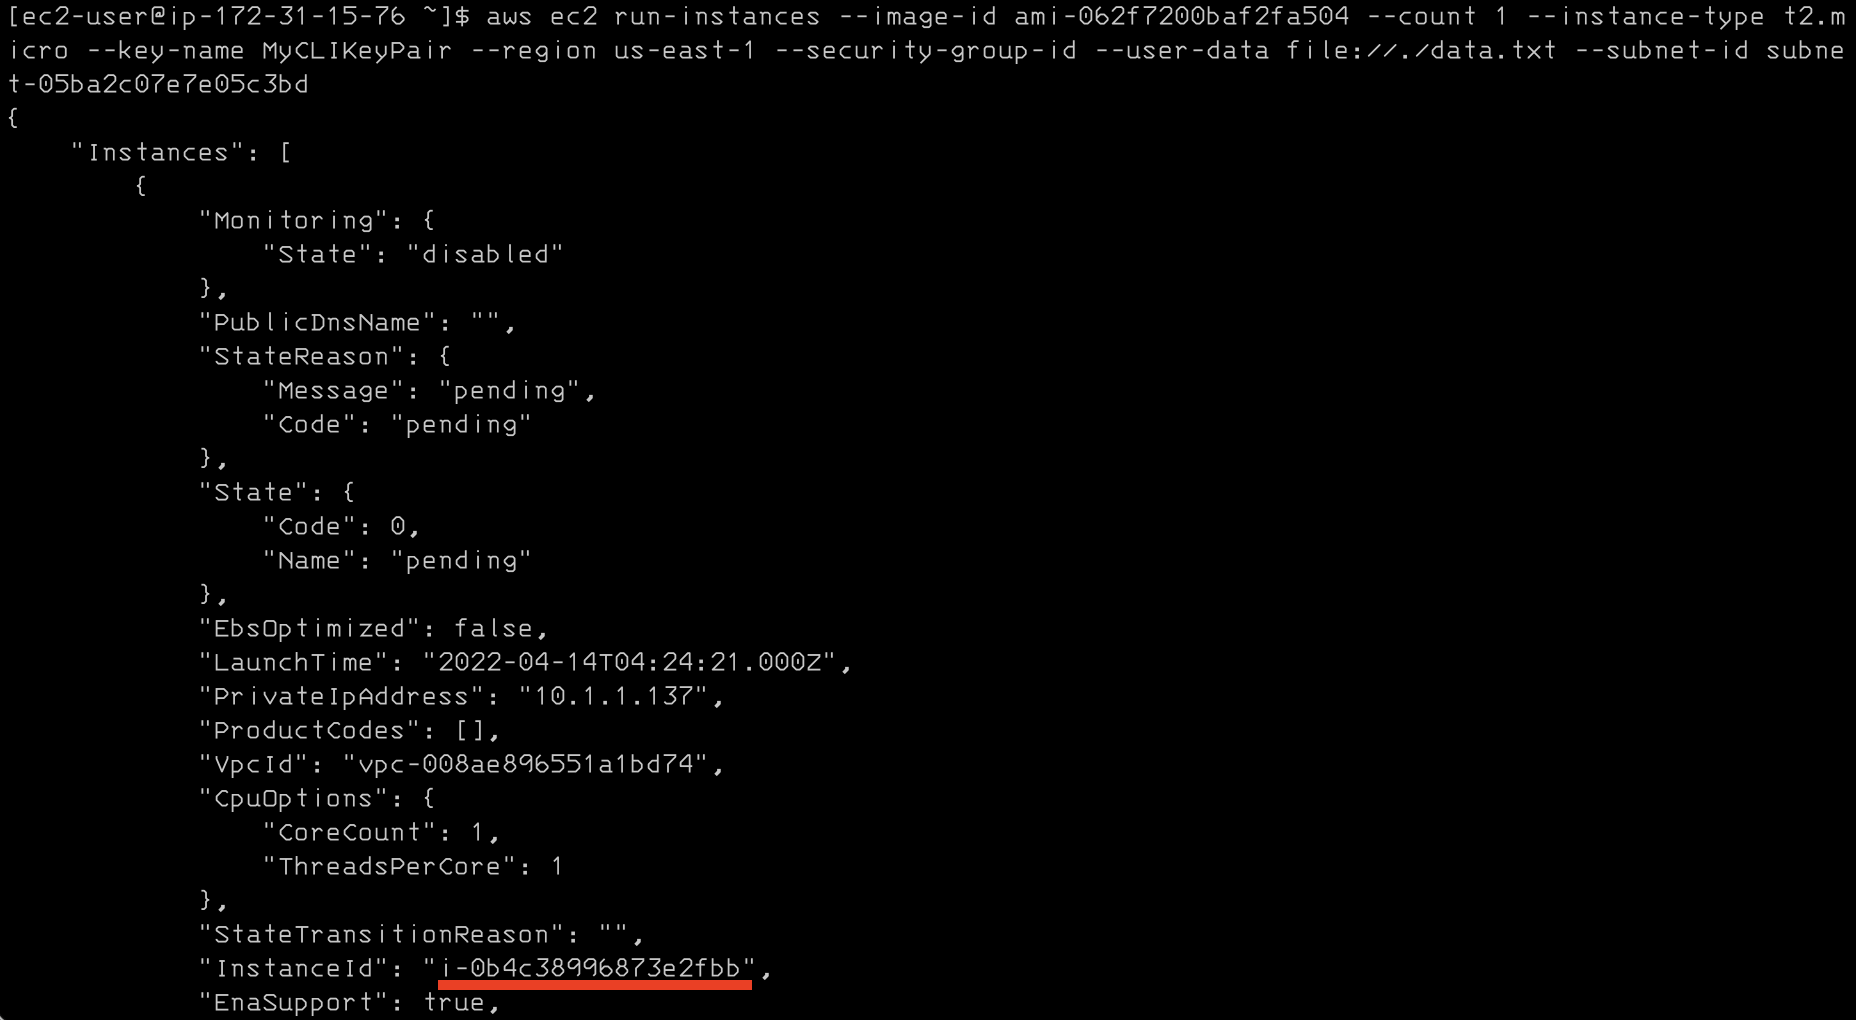 [ec2-user@ip-172-31-15-76 ~]$ aws ec2 run-instances --image-id ami-062f7200baf2fa504 --count 1 --instance-type t2.m
icro --key-name MyCLIKeyPair --region us-east-1 --security-group-id --user-data file://./data.txt --subnet-id subne
t-05ba2c07e7e05c3bd
{
    "Instances": [
        {
            "Monitoring": {
                "State": "disabled"
            },
            "PublicDnsName": "",
            "StateReason": {
                "Message": "pending",
                "Code": "pending"
            },
            "State": {
                "Code": 0,
                "Name": "pending"
            },
            "EbsOptimized": false,
            "LaunchTime": "2022-04-14T04:24:21.000Z",
            "PrivateIpAddress": "10.1.1.137",
            "ProductCodes": [],
            "VpcId": "vpc-008ae896551a1bd74",
            "CpuOptions": {
                "CoreCount": 1,
                "ThreadsPerCore": 1
            },
            "StateTransitionReason": "",
            "InstanceId": "i-0b4c38996873e2fbb",
            "EnaSupport": true,